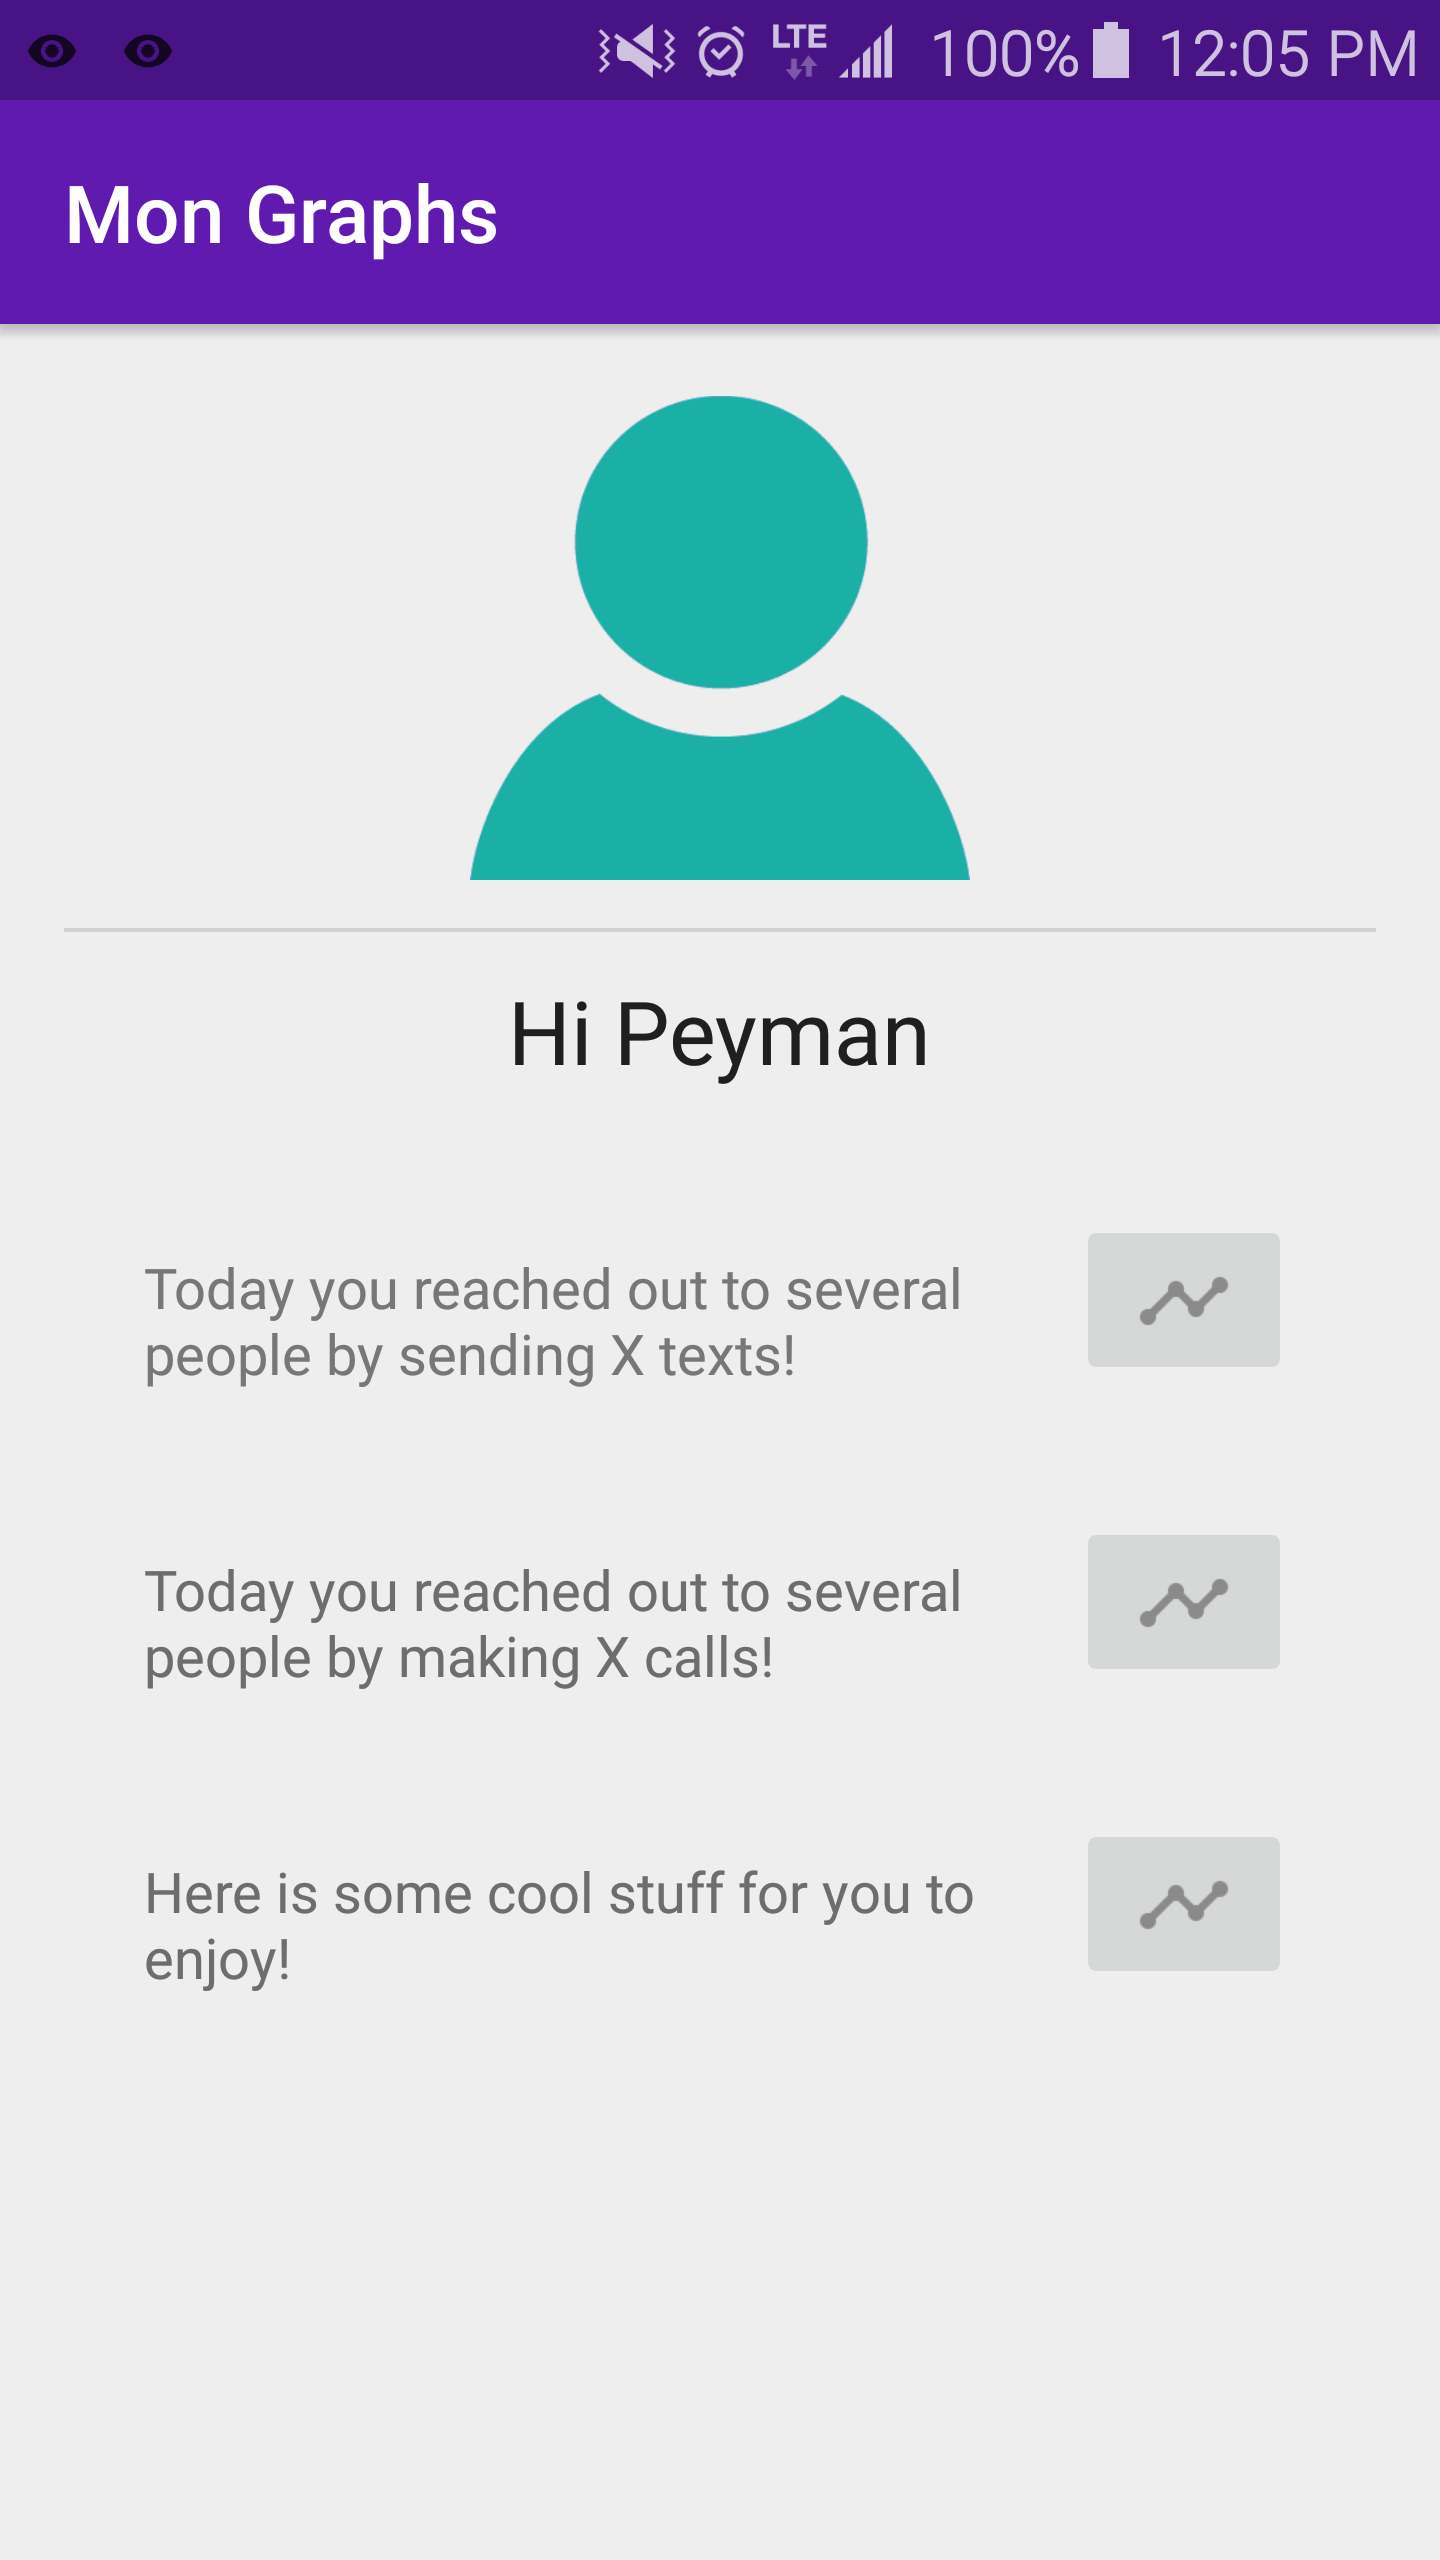 LTE 100% 12:05 PM
Mon Graphs
Hi Peyman
Today you reached out to several
people by sending X texts!
Today you reached out to several
people by making X calls!
Here is some cool stuff for you to
enjoy!